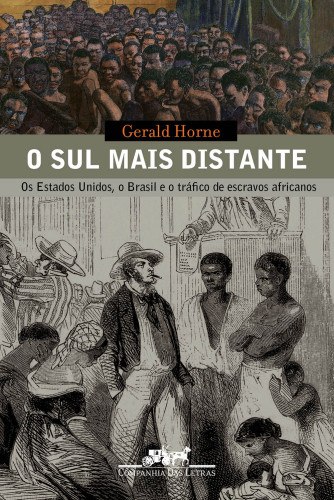 Gerald Horne
O SUL MAIS DISTANTE
Os Estados Unidos, o Brasil e o tráfico de escravos africanos
COMPANHIA DAS LETRAS